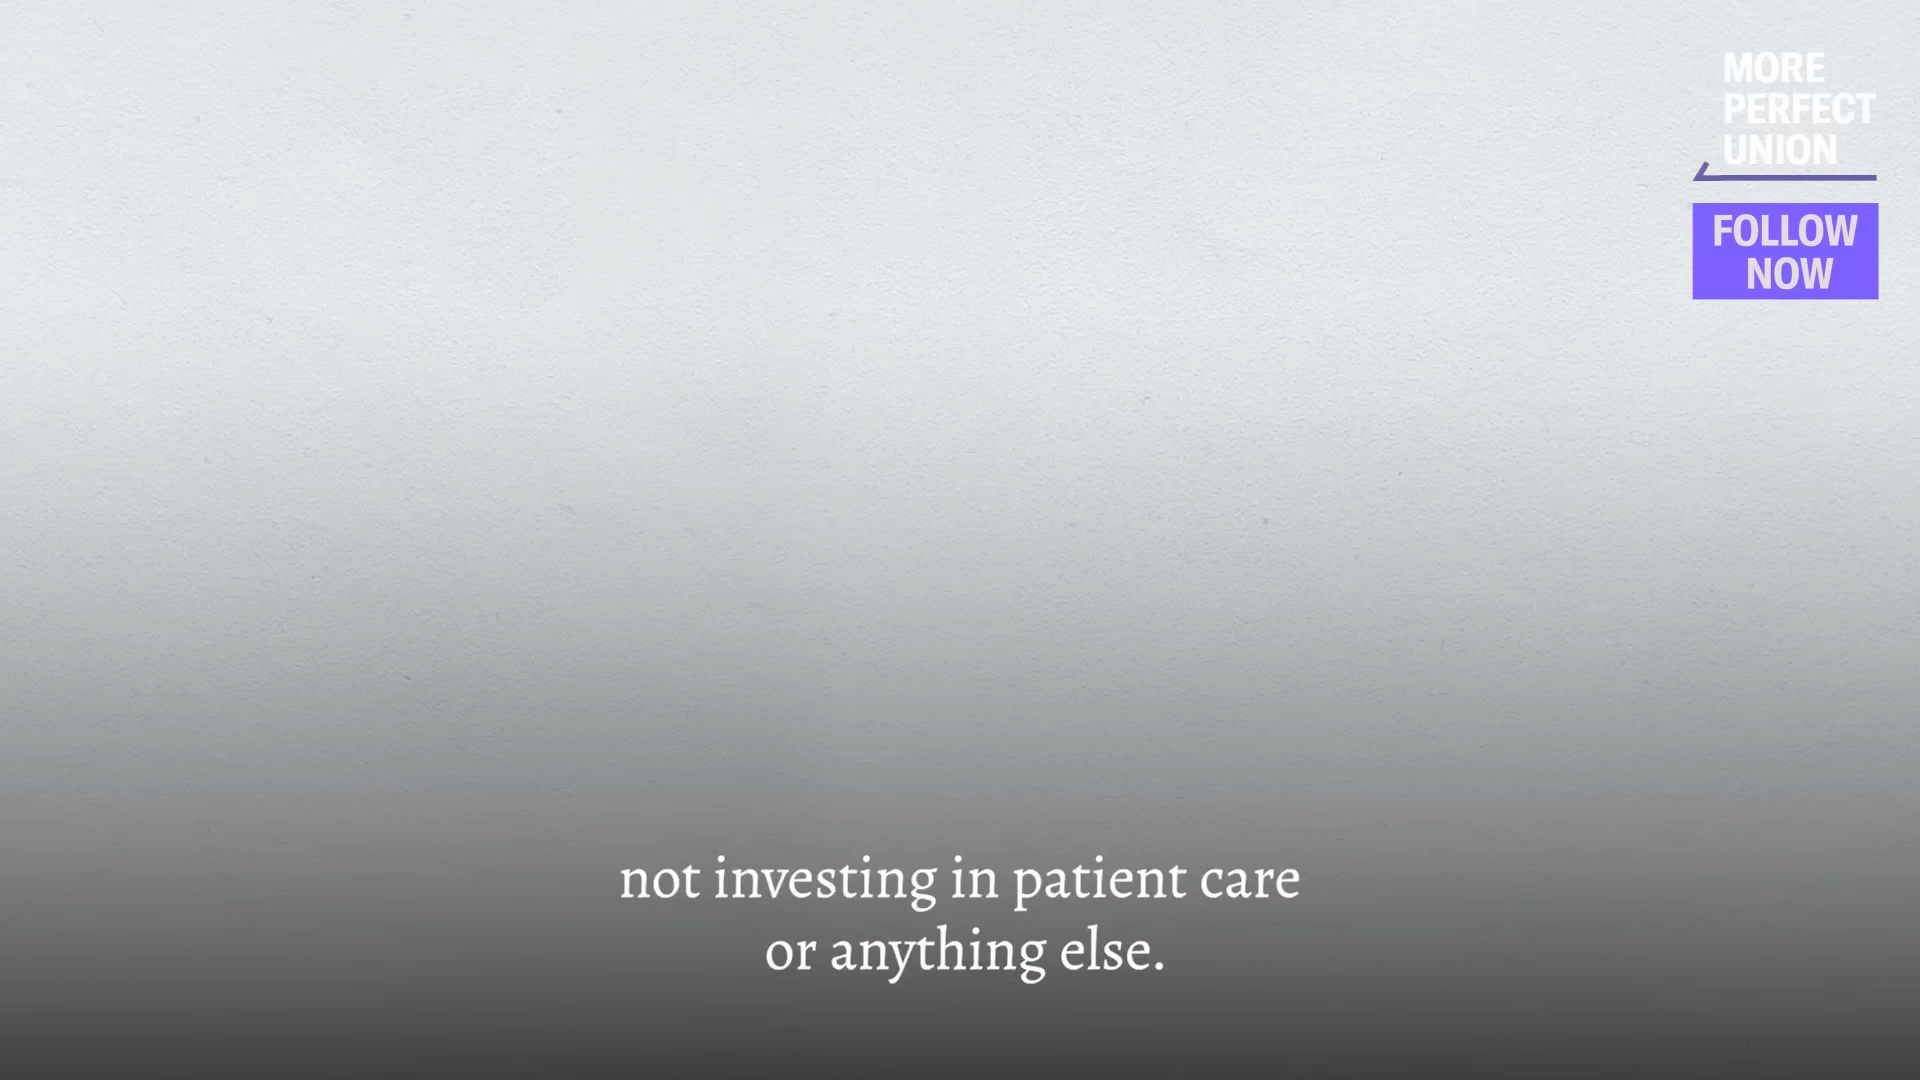 MORE
PERFECT
UNION
FOLLOW
NOW
not investing in patient care
or anything else.